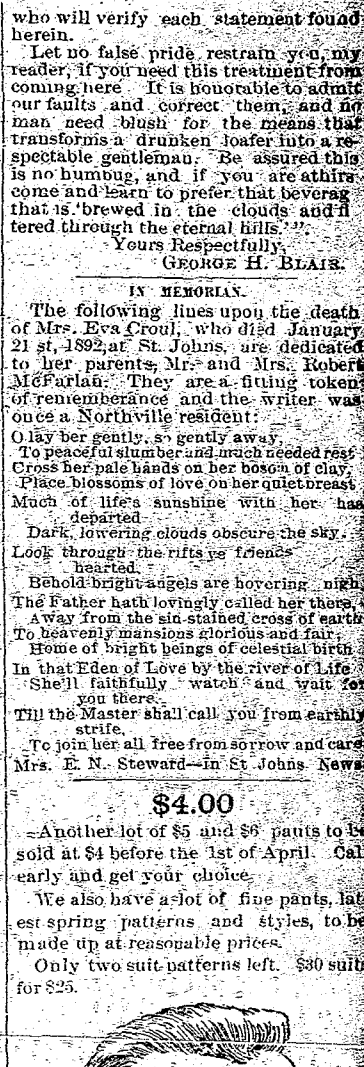 who will verify each statement found
herein.
Let no false pride restrain you, my
reader, if you need this treatment from
coming here It is honorable to admit
our faults and correct them, and no
man need blush for the means that
transforms a drunken loafer into a re-
spectable gentleman. Be assured this
is no humbug, and if you are athirs
come and learn to prefer that beverag
that is 'brewed in the clouds and fi
tered through the eternal hills.'"
Yours Respectfully,
GEORGE H. BLAIR.
IN MEMORIAN.
The following lines upon the death
of Mrs. Eva Croul, who died January
21 st, 1892, at St. Johns, are dedicated
to her parents, Mr. and Mrs. Robert
McFarlan. They are a fitting token
of rememberance and the writer was
once a Northville resident:
O lay her gently, so gently away,
To peaceful slumber and much needed rest
Cross her pale hands on her bosom of clay,
Place blossoms of love on her quiet breast
Much of life's sunshine with her has
departed
Dark, lowering clouds obscure the sky.
Look through the rifts ye friends
hearted,
Behold bright angels are hovering nigh
The Father hath lovingly called her there,
Away from the sin-stained cross of earth
To heavenly mansions glorious and fair,
Home of bright beings of celestial birth
In that Eden of Love by the river of Life
She'll faithfully watch and wait for
you there,
Till the Master shall call you from earthly
strife,
To join her all free from sorrow and care
Mrs. E. N. Steward—in St Johns News
$4.00
Another lot of $5 and $6 pants to be
sold at $4 before the 1st of April. Cal
early and get your choice.
We also have a lot of fine pants, lat
est spring patterns and styles, to be
made up at reasonable prices.
Only two suit patterns left. $30 suit
for $25.